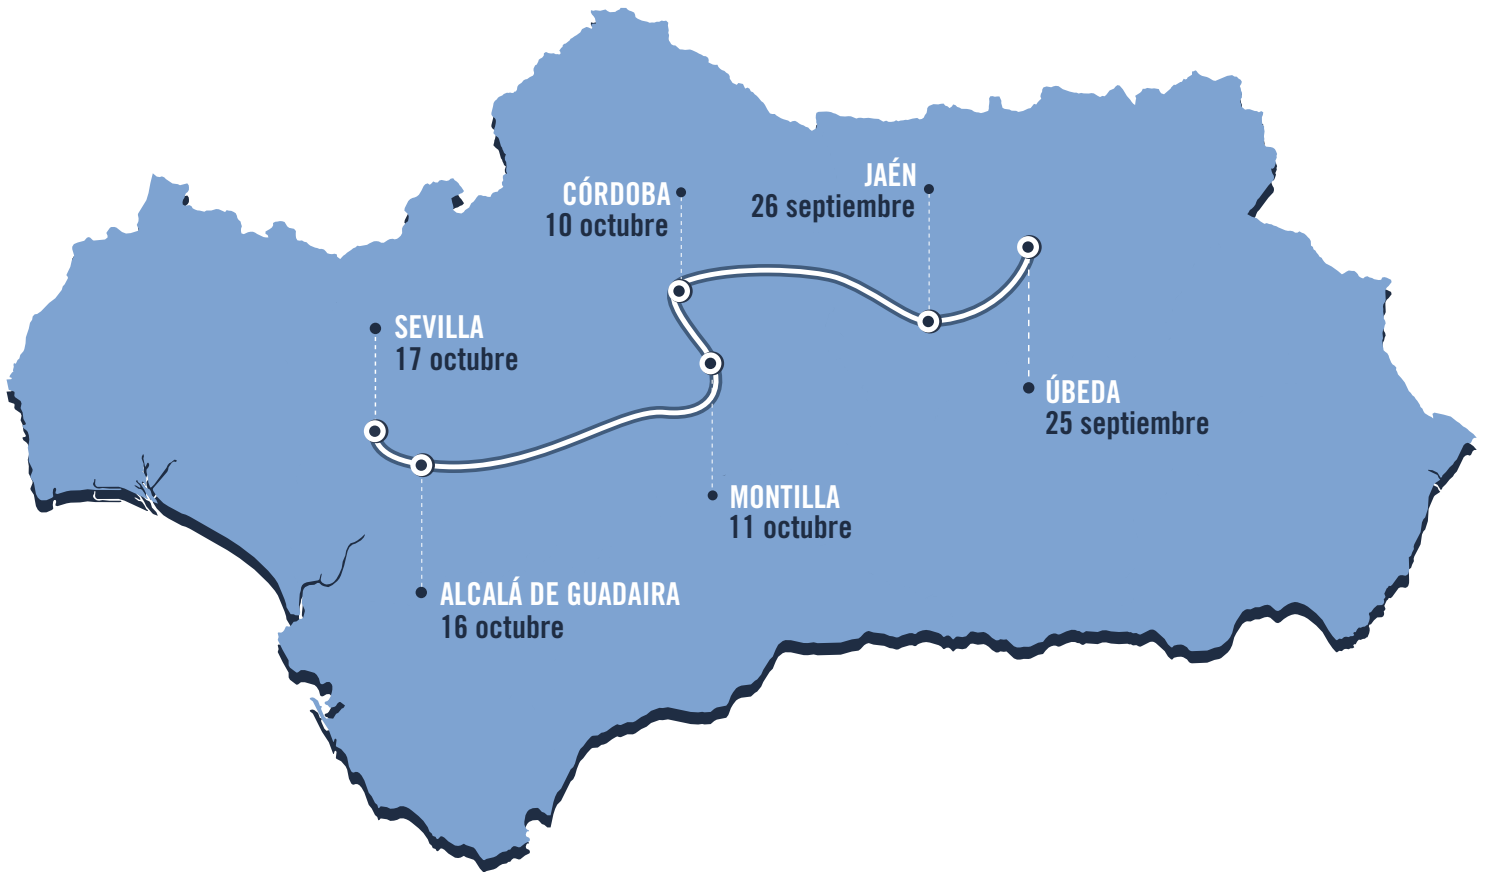 JAÉN
26 septiembre
CÓRDOBA
10 octubre
SEVILLA
17 octubre
ÚBEDA
25 septiembre
MONTILLA
11 octubre
ALCALÁ DE GUADAIRA
16 octubre